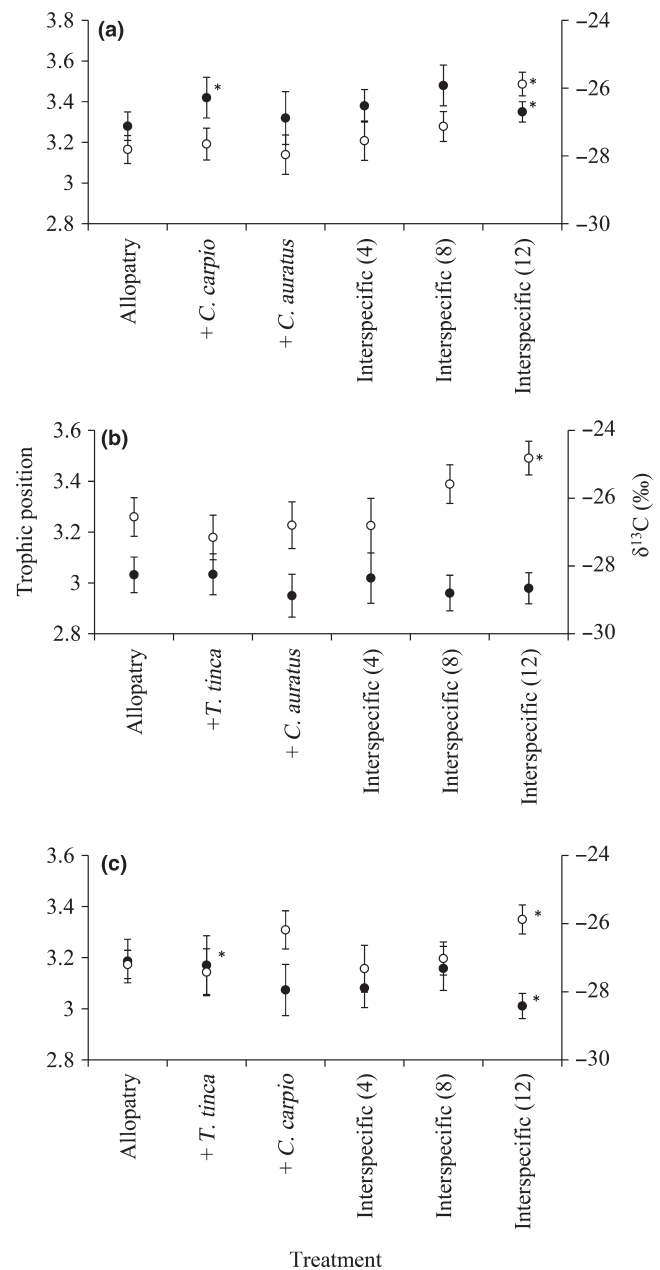 (a)
3.8
3.6
3.4
3.2
3
2.8
−24
−26
−28
−30
*
*
*
Allopatry
+ C. carpio
+ C. auratus
Interspecific (4)
Interspecific (8)
Interspecific (12)
(b)
3.6
3.4
3.2
3
2.8
−24
−26
−28
−30
*
Trophic position
δ13C (‰)
Allopatry
+T. tinca
+ C. auratus
Interspecific (4)
Interspecific (8)
Interspecific (12)
(c)
3.6
3.4
3.2
3
2.8
−24
−26
−28
−30
*
*
*
Allopatry
+ T. tinca
+ C. carpio
Interspecific (4)
Interspecific (8)
Interspecific (12)
Treatment